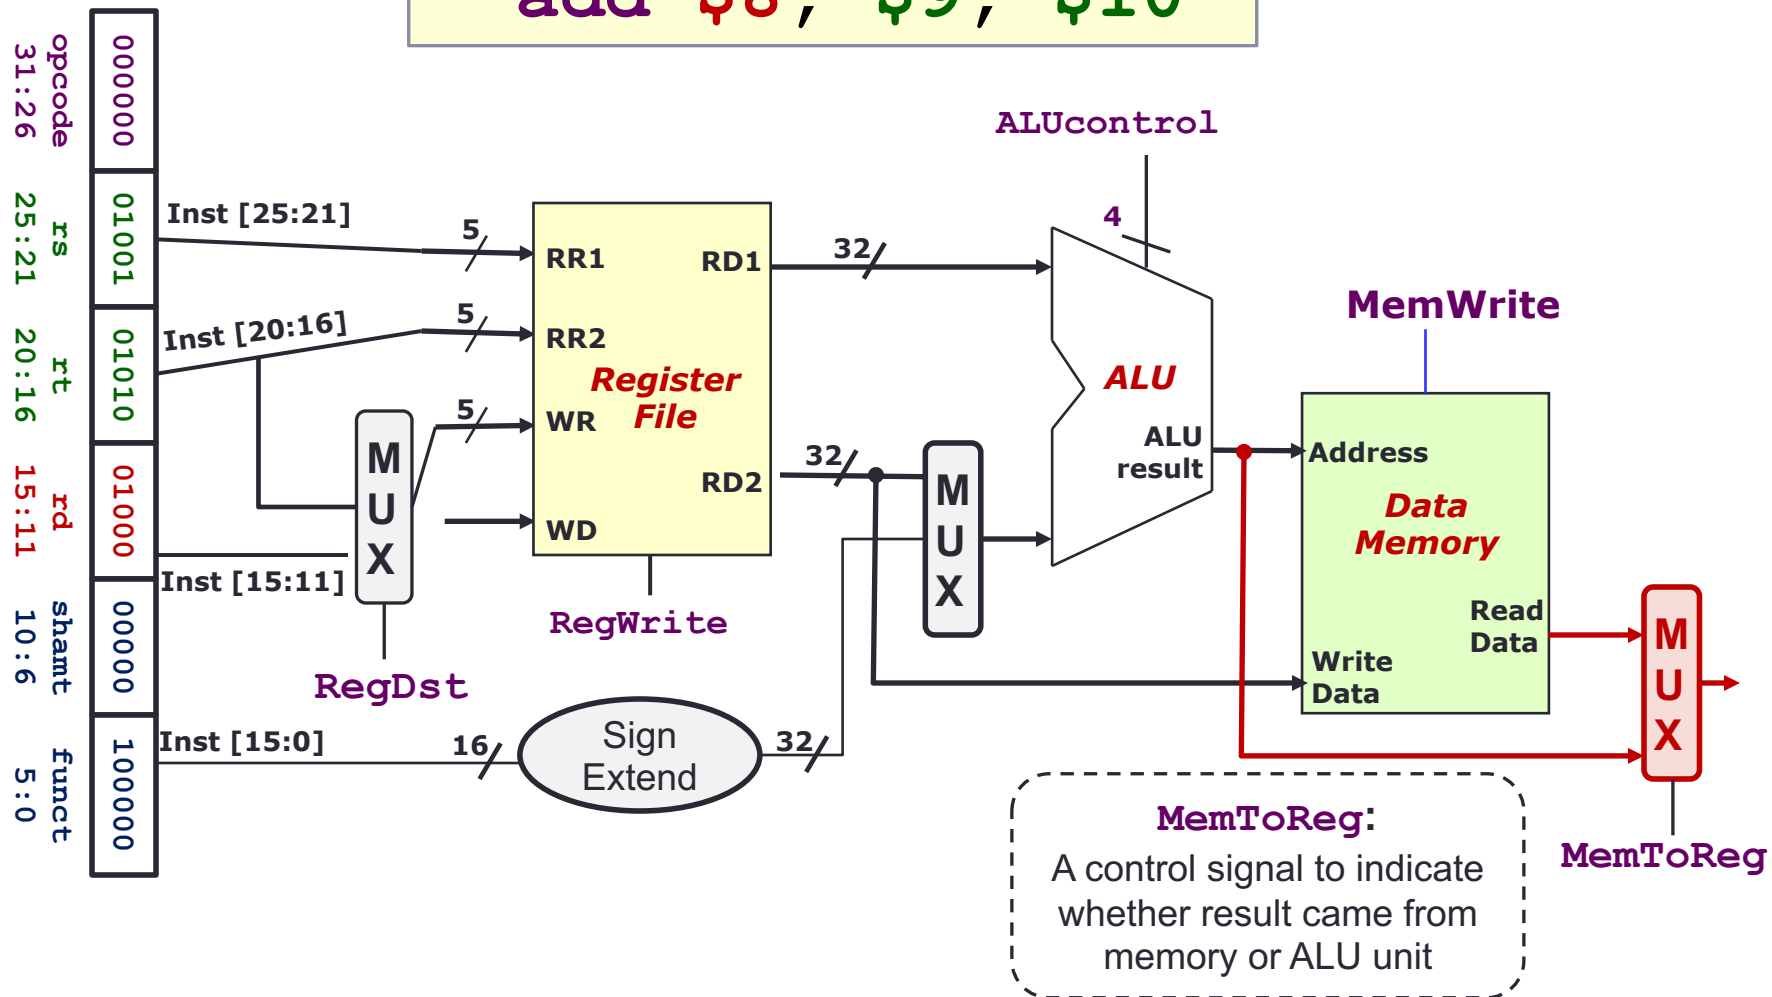 add $8, $9, $10
opcode
31:26
000000
rs
25:21
01001
rt
20:16
01010
rd
15:11
01000
shamt
10:6
00000
funct
5:0
100000
Inst [25:21]
5
Inst [20:16]
5
5
Inst [15:11]
M
U
X
RegDst
RR1
RR2
WR
WD
RD1
RD2
Register
File
RegWrite
Inst [15:0]
16
Sign
Extend
32
32
32
M
U
X
ALUcontrol
4
ALU
ALU
result
MemWrite
Address
Data
Memory
Read
Data
Write
Data
M
U
X
MemToReg
MemToReg:
A control signal to indicate
whether result came from
memory or ALU unit